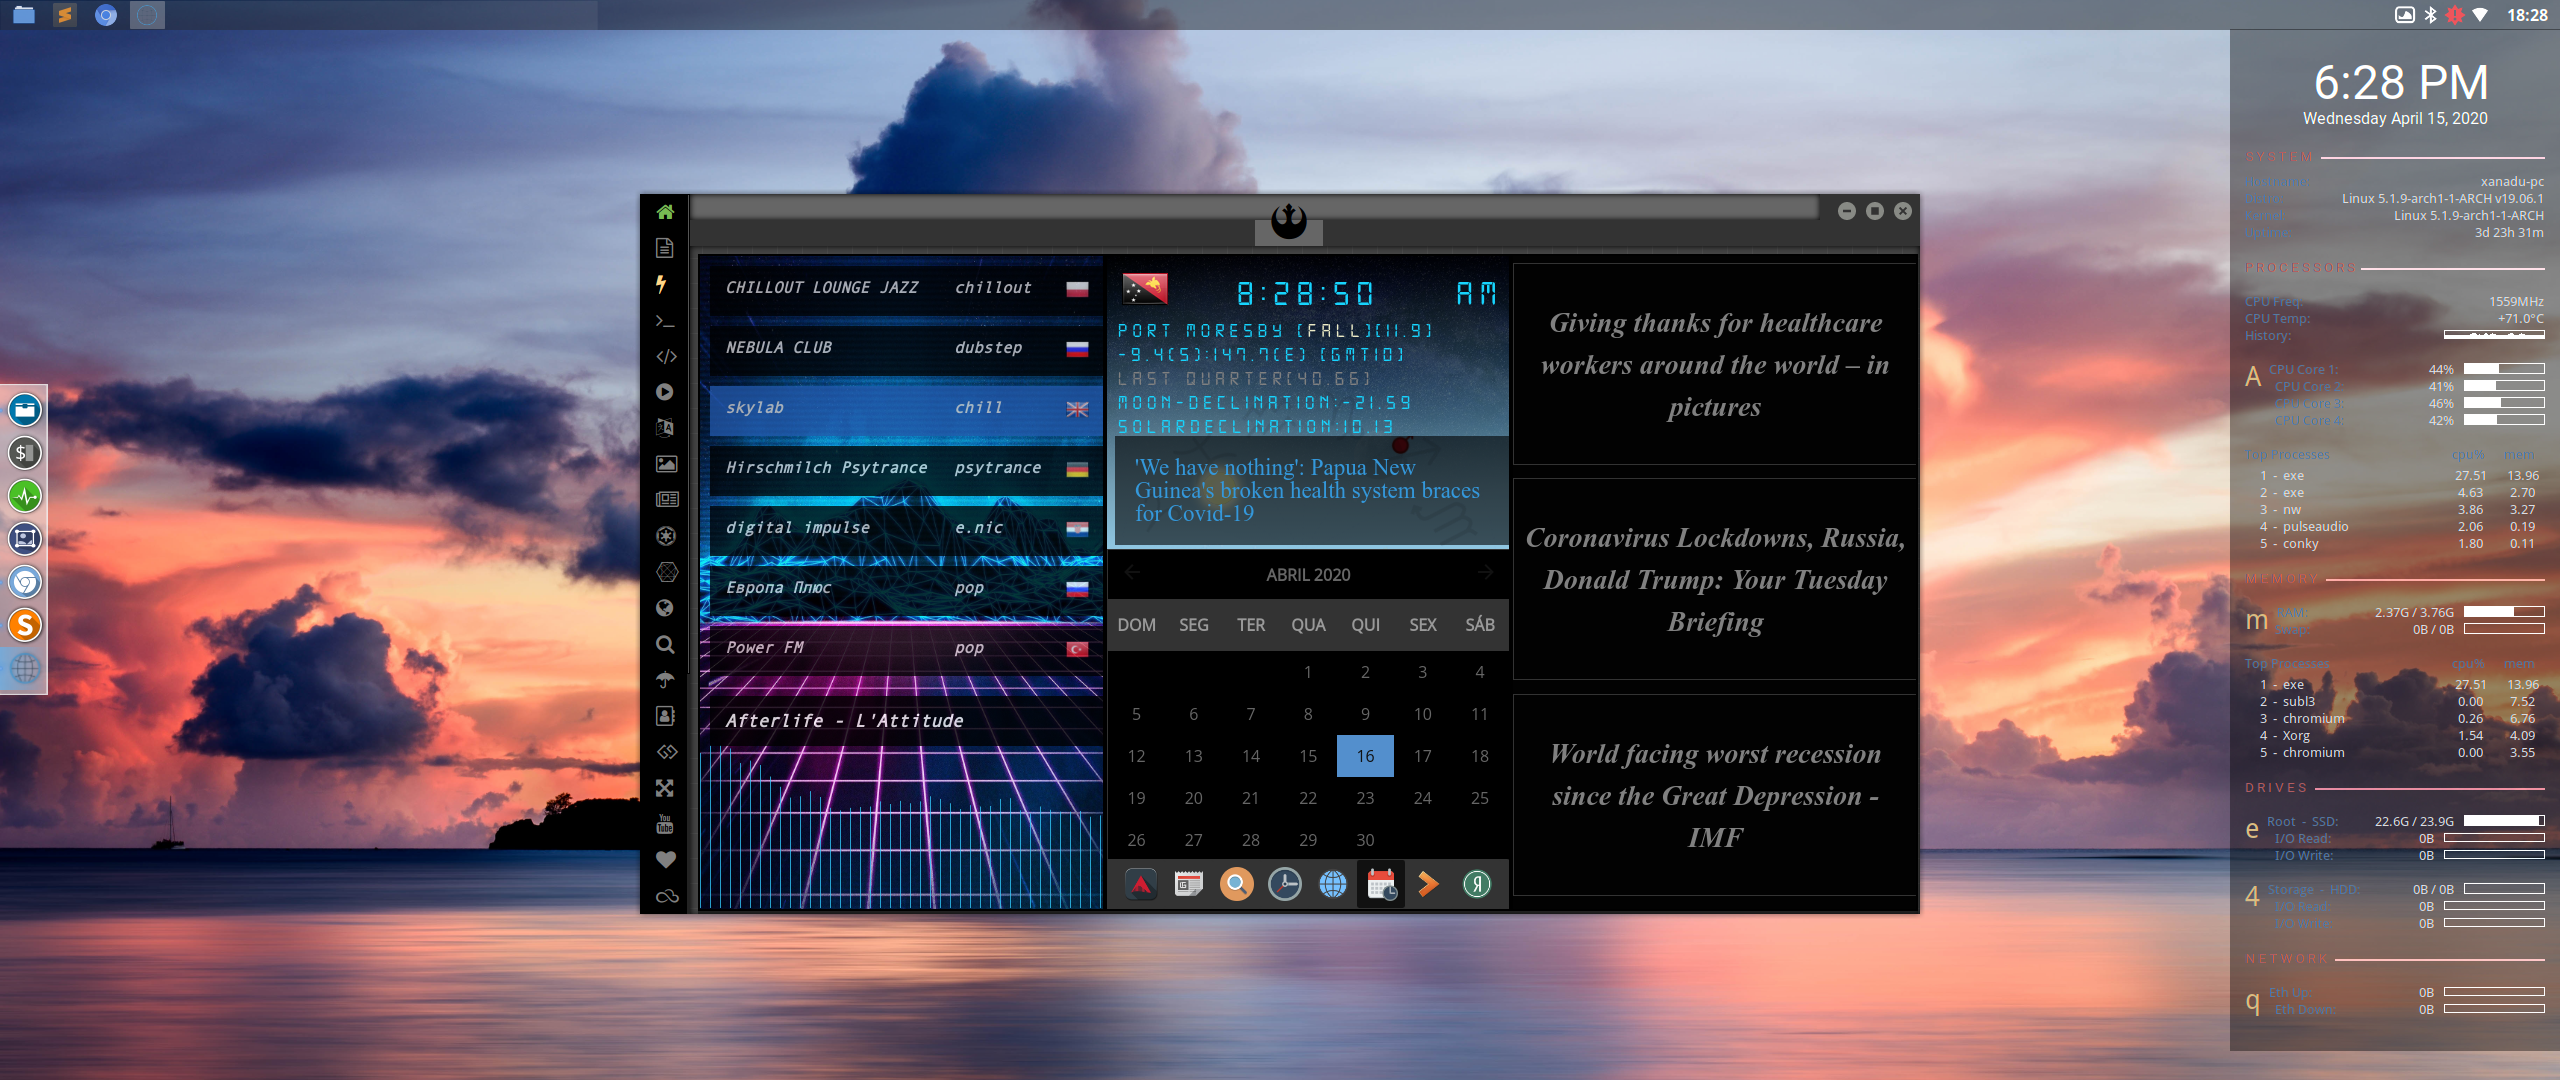 18:28
6:28 PM
Wednesday April 15, 2020
SYSTEM
xanadu-pc
Linux 5.1.9-arch1-1-ARCH v19.06.1
Linux 5.1.9-arch1-1-ARCH
3d 23h 31m
PROCESSORS
CPU Freq: 1559MHz
CPU Temp: +71.0°C
History:
A CPU Core 1: 44%
CPU Core 2: 41%
CPU Core 3: 46%
CPU Core 4: 42%
Top Processes cpu% mem
1 - exe 27.51 13.96
2 - exe 4.63 2.70
3 - nw 3.86 3.27
4 - pulseaudio 2.06 0.19
5 - conky 1.80 0.11
MEMORY
m RAM: 2.37G / 3.76G
Swap: 0B / 0B
Top Processes cpu% mem
1 - exe 27.51 13.96
2 - subl3 0.00 7.52
3 - chromium 0.26 6.76
4 - Xorg 1.54 4.09
5 - chromium 0.00 3.55
DRIVES
e Root - SSD: 22.6G / 23.9G
I/O Read: 0B
I/O Write: 0B
4 Storage - HDD: 0B / 0B
I/O Read: 0B
I/O Write: 0B
NETWORK
q Eth Up: 0B
Eth Down: 0B
CHILLOUT LOUNGE JAZZ chillout
NEBULA CLUB dubstep
skylab chill
Hirschmilch Psytrance psytrance
digital impulse e.nic
Европа Плюс pop
Power FM pop
Afterlife - L'Attitude
You
Tube
8:28:50 AM
PORT MORESBY (FALL)(11.9)
-9.4(S):147.7(E) (GMT10)
LAST QUARTER(40.66)
MOON-DECLINATION:-21.59
SOLARDECLINATION:10.13
'We have nothing': Papua New
Guinea's broken health system braces
for Covid-19
ABRIL 2020
DOM SEG TER QUA QUI SEX SÁB
1 2 3 4
5 6 7 8 9 10 11
12 13 14 15 16 17 18
19 20 21 22 23 24 25
26 27 28 29 30
Giving thanks for healthcare
workers around the world – in
pictures
Coronavirus Lockdowns, Russia,
Donald Trump: Your Tuesday
Briefing
World facing worst recession
since the Great Depression -
IMF